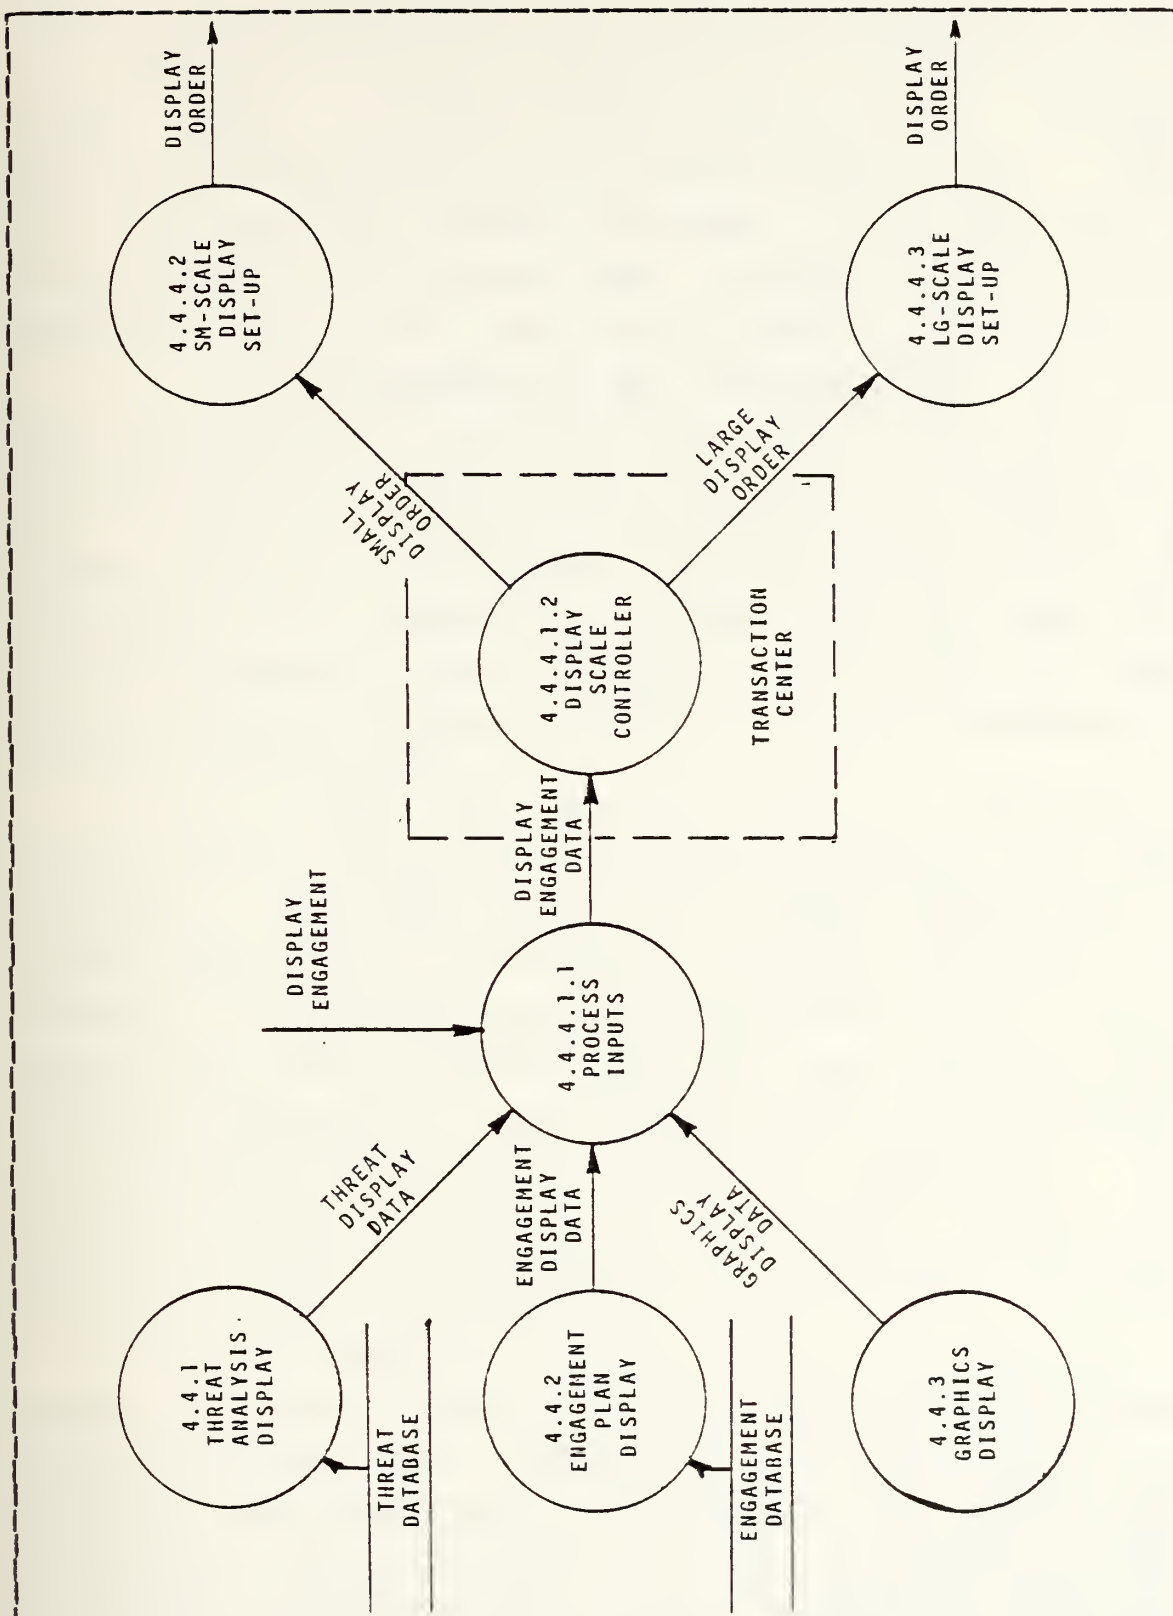 4.4.1
THREAT
ANALYSIS
DISPLAY
THREAT
DATABASE
4.4.2
ENGAGEMENT
PLAN
DISPLAY
ENGAGEMENT
DATABASE
4.4.3
GRAPHICS
DISPLAY
THREAT
DISPLAY
DATA
ENGAGEMENT
DISPLAY
DATA
GRAPHICS
DISPLAY
DATA
DISPLAY
ENGAGEMENT
4.4.4.1.1
PROCESS
INPUTS
DISPLAY
ENGAGEMENT
DATA
4.4.4.1.2
DISPLAY
SCALE
CONTROLLER
TRANSACTION
CENTER
SMALL
DISPLAY
ORDER
LARGE
DISPLAY
ORDER
4.4.4.2
SM-SCALE
DISPLAY
SET-UP
4.4.4.3
LG-SCALE
DISPLAY
SET-UP
DISPLAY
ORDER
DISPLAY
ORDER